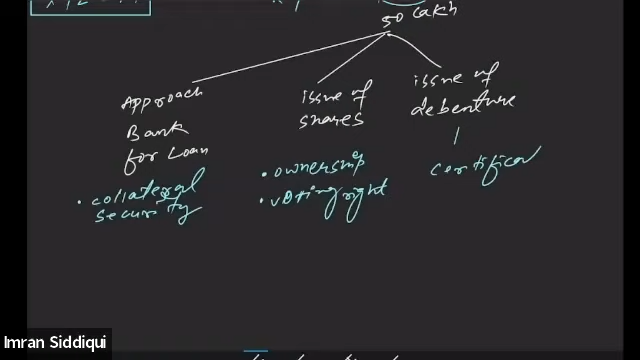 50 Lakh
Approach
Bank
for Loan
• collateral
security
issue of
shares
• ownership
• voting right
issue of
debenture
certificat
Imran Siddiqui